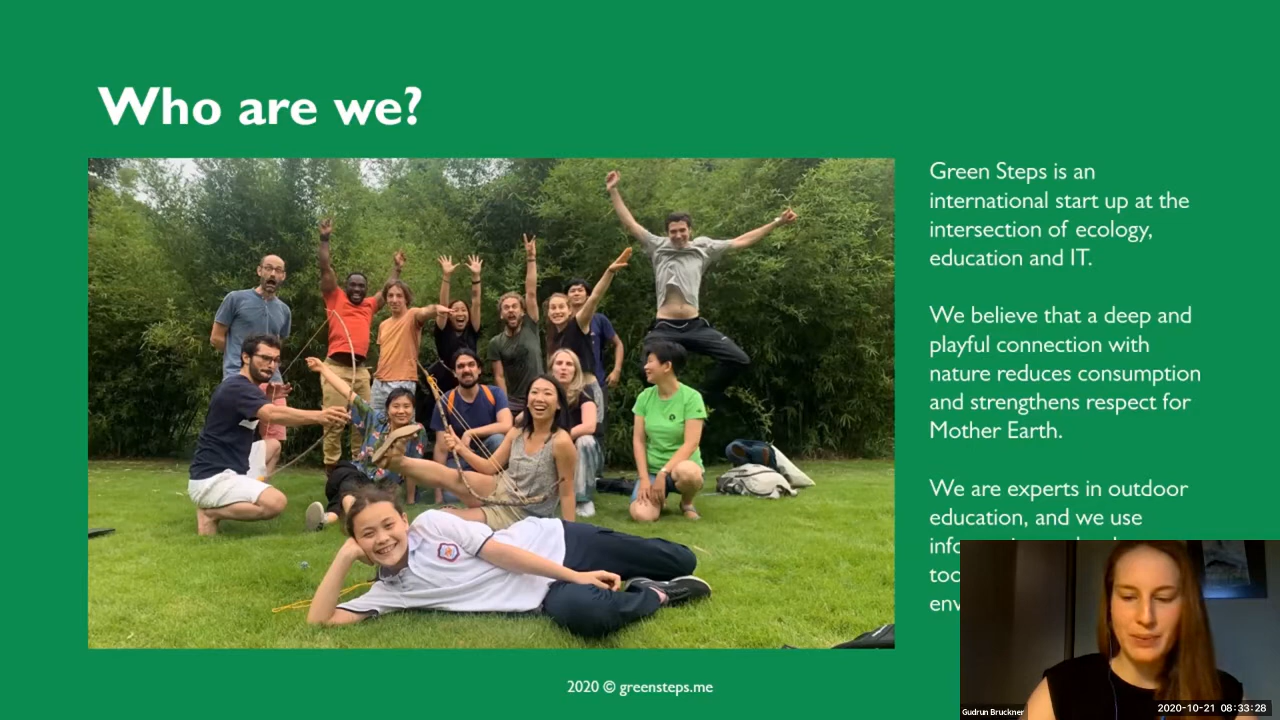 Who are we?
Green Steps is an
international start up at the
intersection of ecology,
education and IT.
We believe that a deep and
playful connection with
nature reduces consumption
and strengthens respect for
Mother Earth.
We are experts in outdoor
education, and we use
2020 © greensteps.me
Gudrun Bruckner
2020-10-21 08:33:28